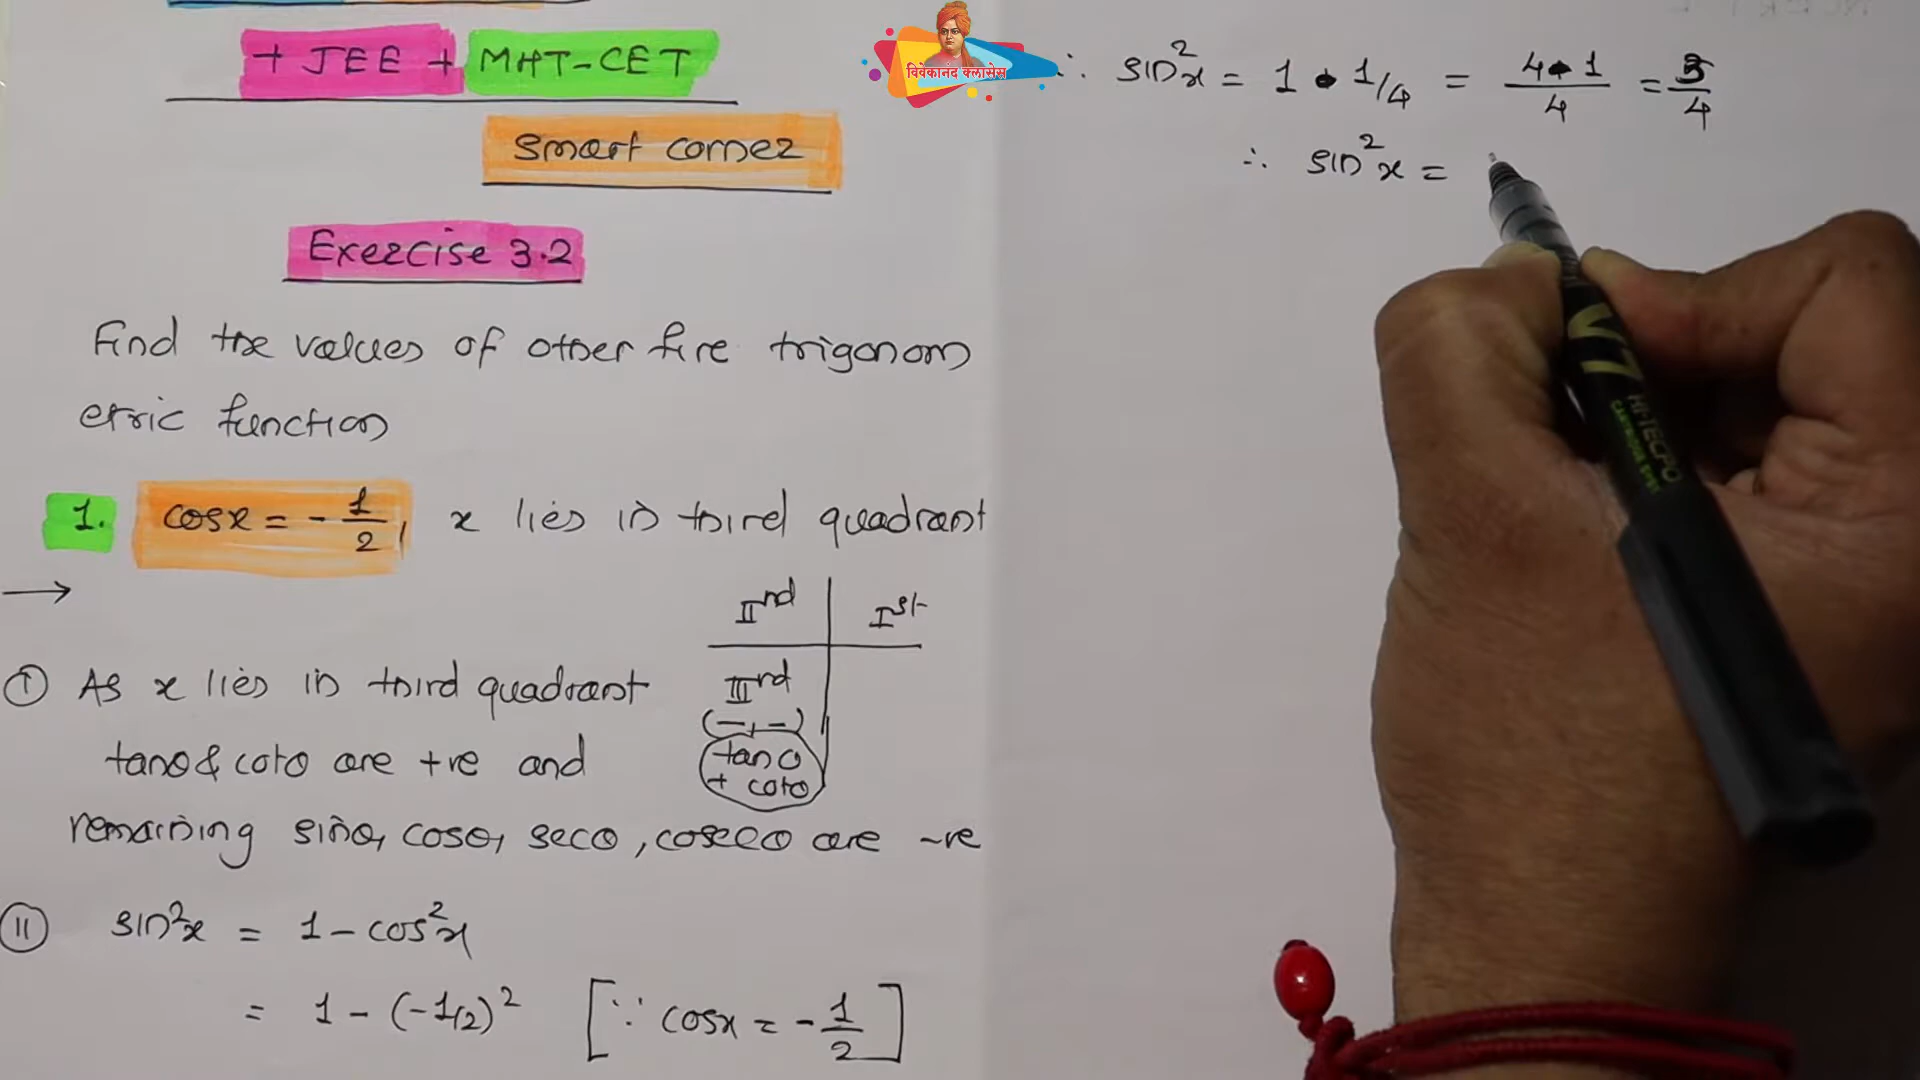 + JEE + MHT-CET
Smart corner
Exercise 3.2
Find the values of other five trigonom
etric function
1. cosx = -1/2, x lies in third quadrant
→
IInd Ist
IIIrd
(-,-)
tanθ
+ cotθ
I As x lies in third quadrant
tanθ & cotθ are +ve and
remaining sinθ, cosθ, secθ, cosecθ are -ve
II sin²x = 1 - cos²x
= 1 - (-1/2)² [∵ cosx = -1/2]
विवेकानंद क्लासेस
∴ sin²x = 1 - 1/4 = 4-1/4 = 3/4
∴ sin²x =
V7
HI-TECPO